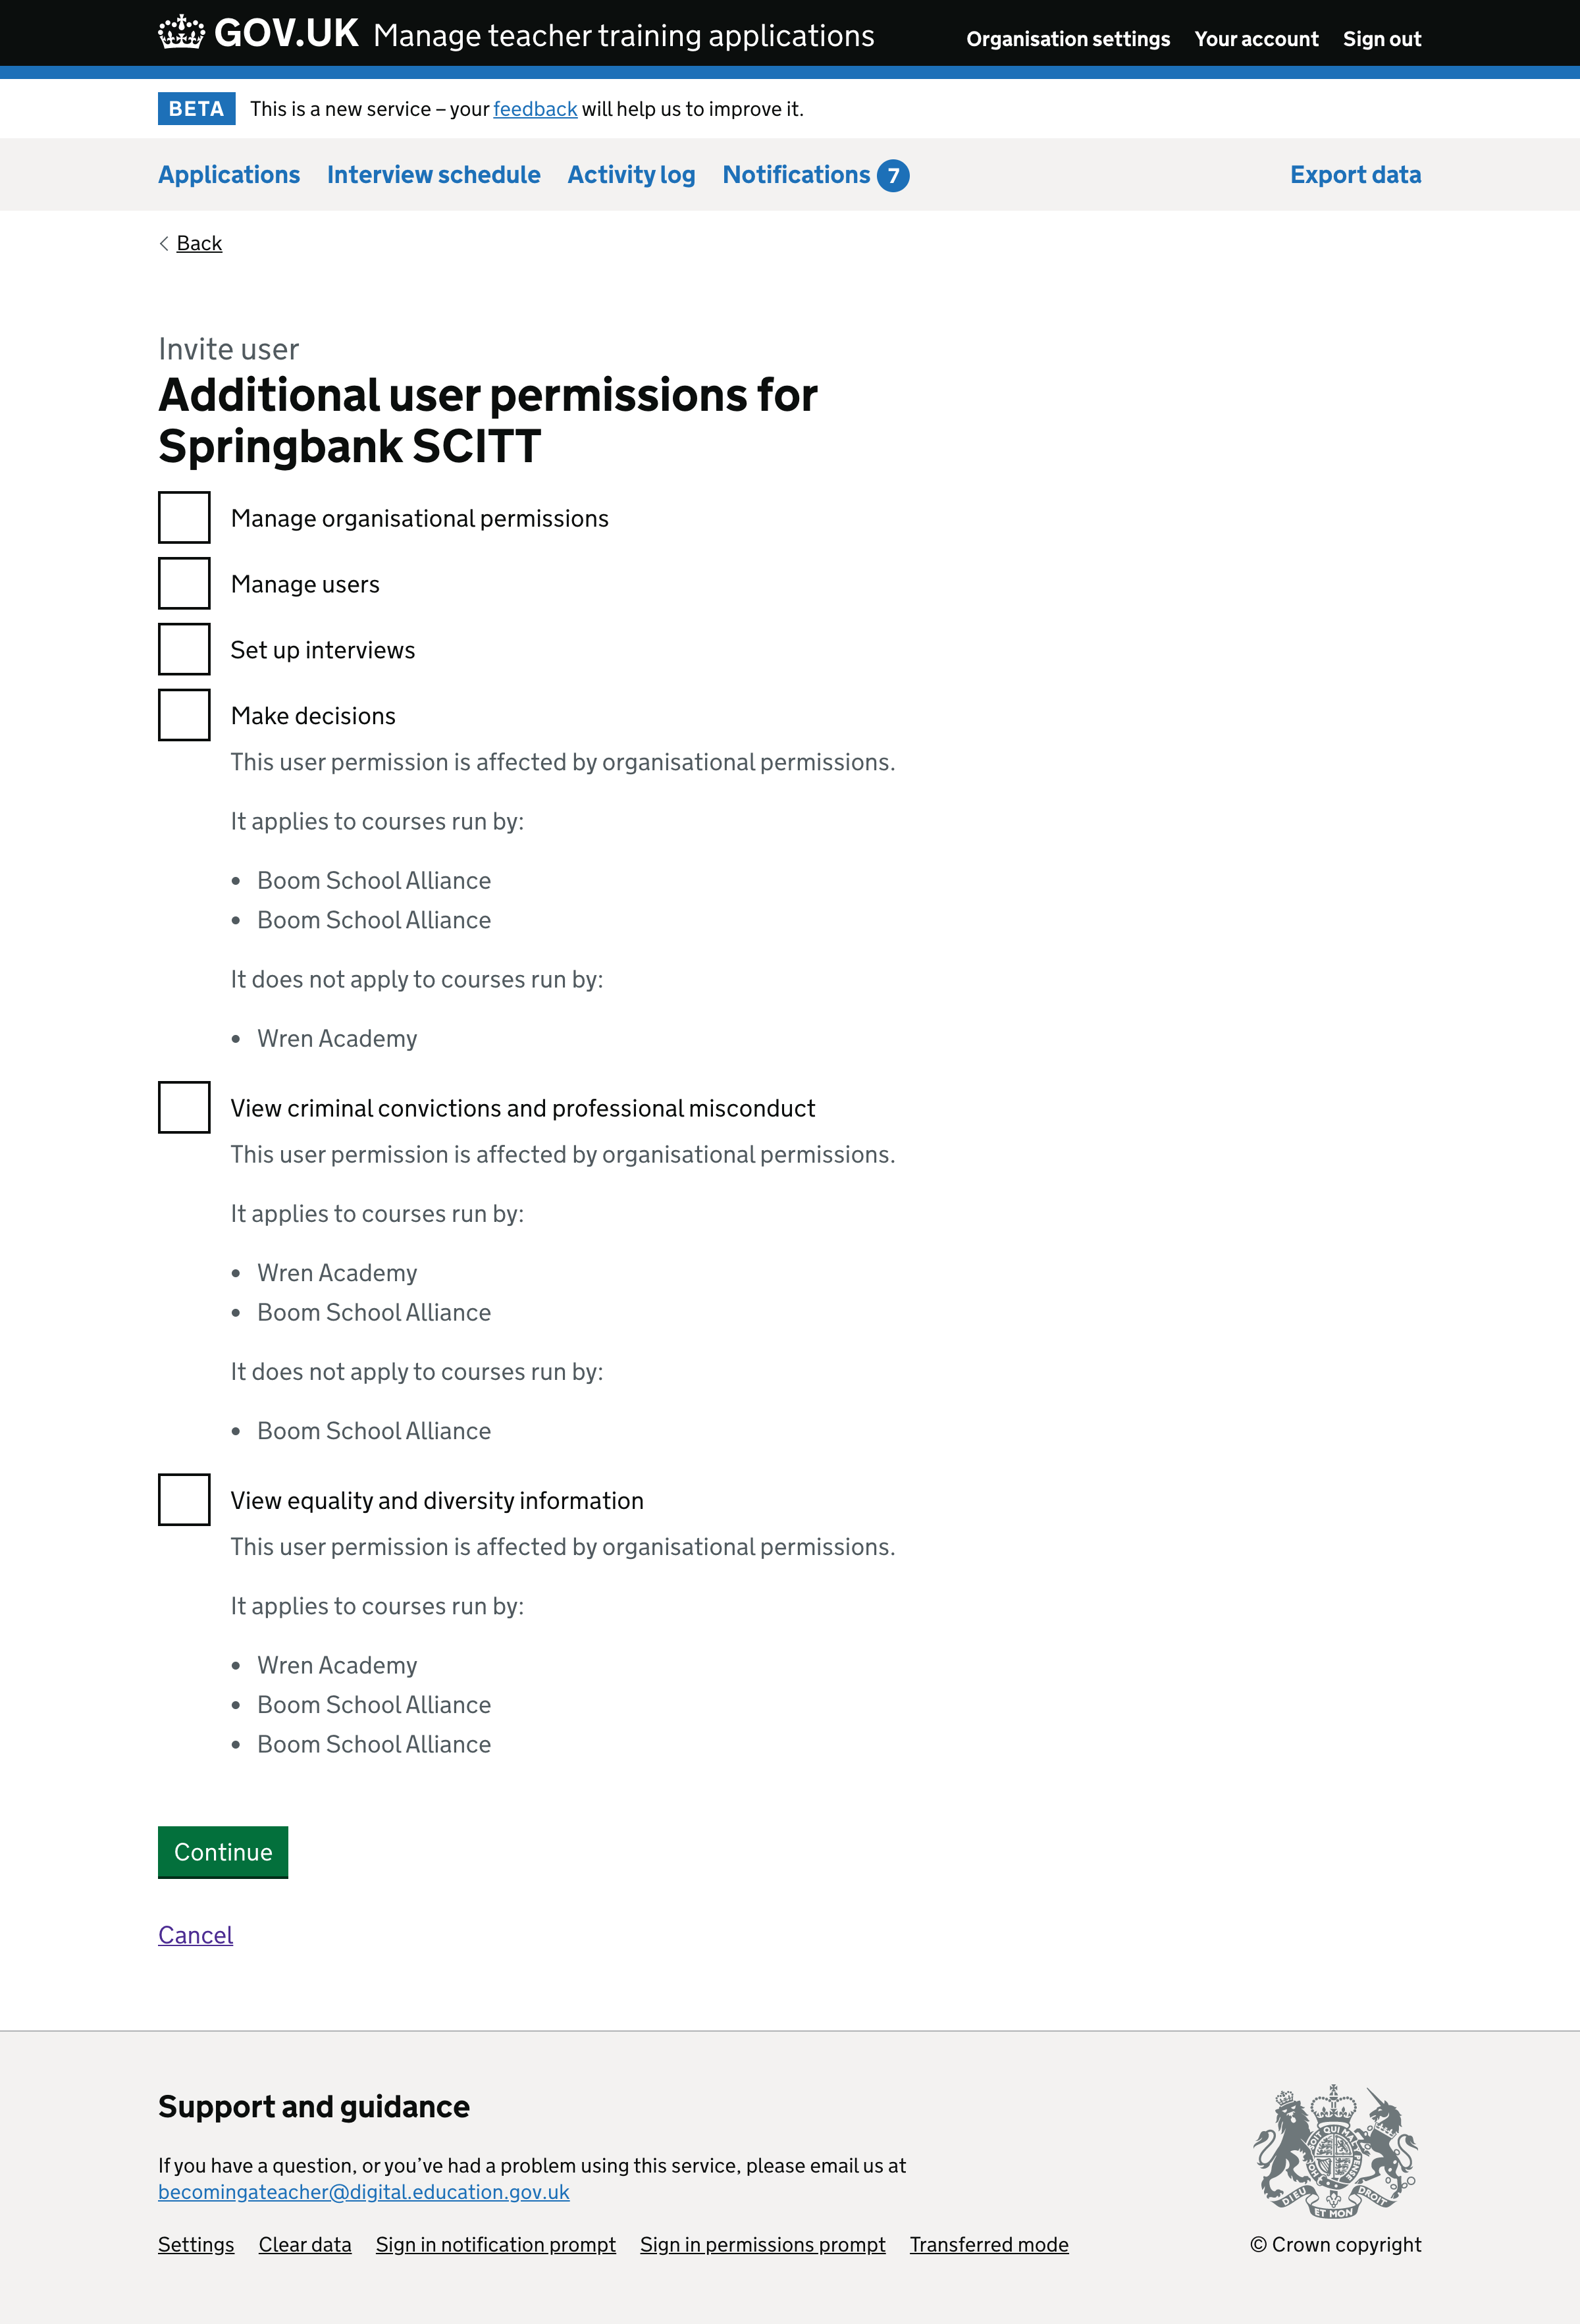 GOV.UK Manage teacher training applications Organisation settings Your account Sign out
BETA This is a new service – your feedback will help us to improve it.
Applications Interview schedule Activity log Notifications 7 Export data
Back
Invite user
Additional user permissions for
Springbank SCITT
Manage organisational permissions
Manage users
Set up interviews
Make decisions
This user permission is affected by organisational permissions.
It applies to courses run by:
• Boom School Alliance
• Boom School Alliance
It does not apply to courses run by:
• Wren Academy
View criminal convictions and professional misconduct
This user permission is affected by organisational permissions.
It applies to courses run by:
• Wren Academy
• Boom School Alliance
It does not apply to courses run by:
• Boom School Alliance
View equality and diversity information
This user permission is affected by organisational permissions.
It applies to courses run by:
• Wren Academy
• Boom School Alliance
• Boom School Alliance
Continue
Cancel
Support and guidance
If you have a question, or you’ve had a problem using this service, please email us at
becomingateacher@digital.education.gov.uk
DIEU ET MON DROIT
Settings Clear data Sign in notification prompt Sign in permissions prompt Transferred mode © Crown copyright